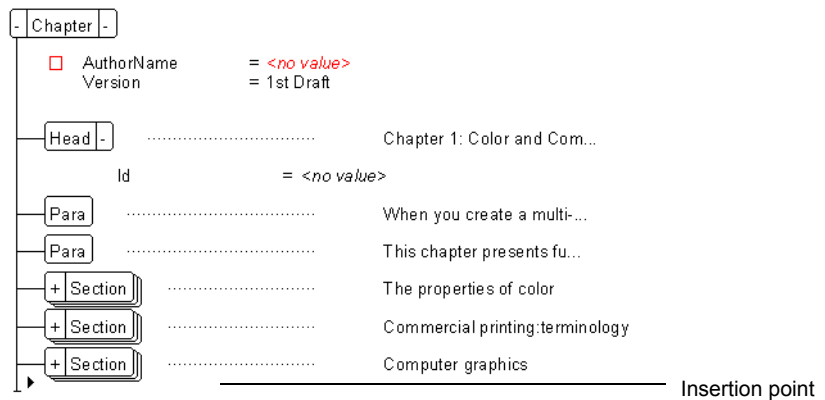 - Chapter -
AuthorName = <no value>
Version = 1st Draft
Head - Chapter 1: Color and Com...
Id = <no value>
Para When you create a multi-...
Para This chapter presents fu...
+ Section The properties of color
+ Section Commercial printing:terminology
+ Section Computer graphics
Insertion point